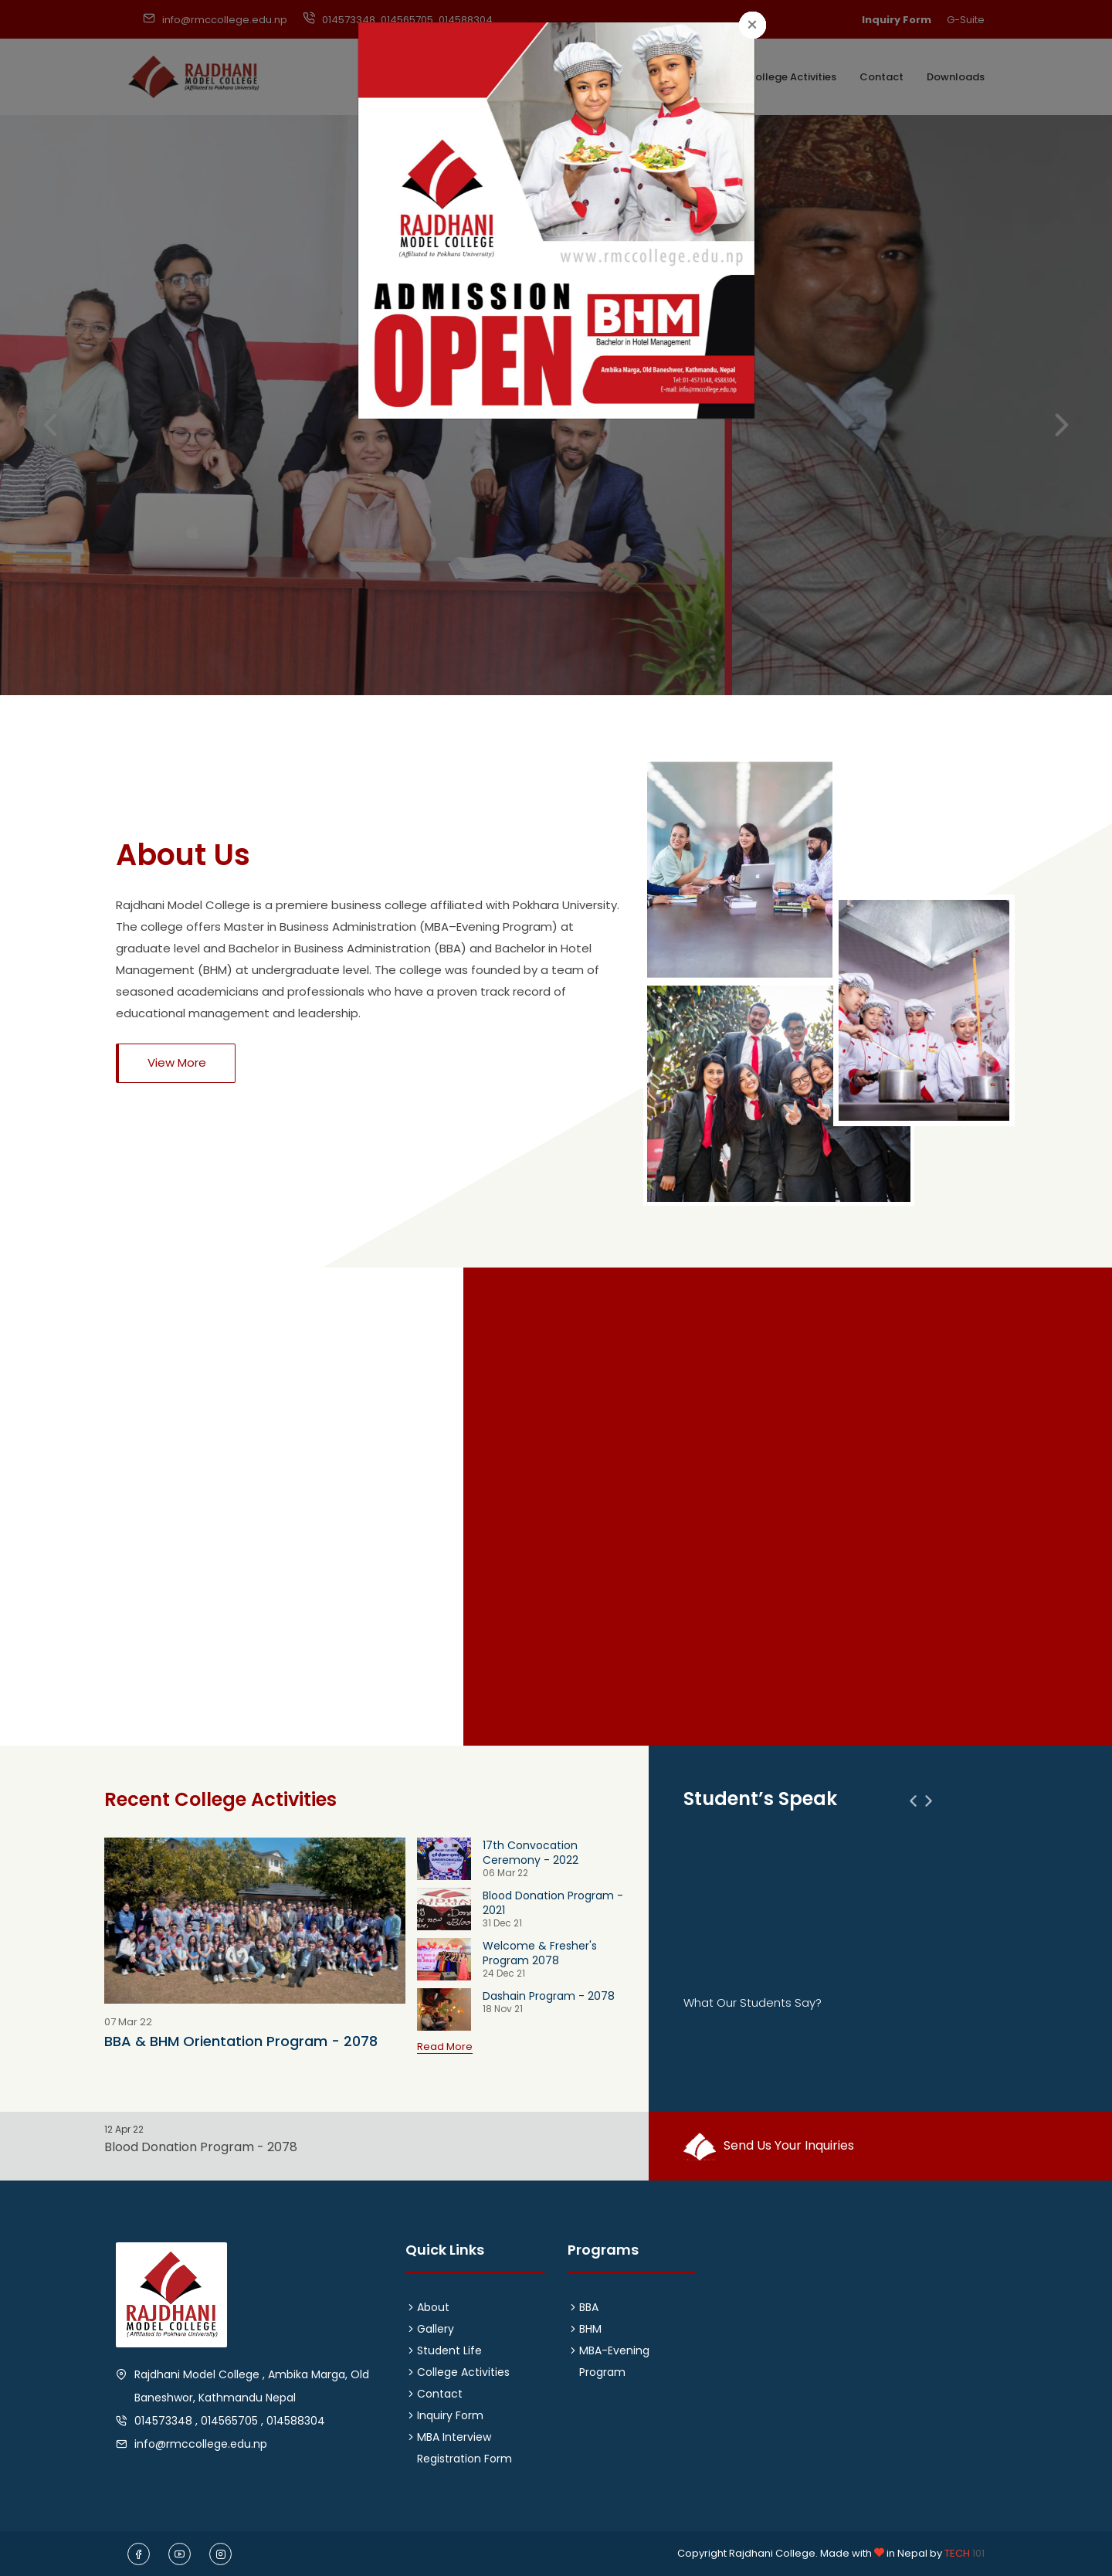 info@rmccollege.edu.np 014573348, 014565705, 014588304 Inquiry Form G-Suite
RAJDHANI
MODEL COLLEGE
(Affiliated to Pokhara University)
College Activities Contact Downloads
×
RAJDHANI
MODEL COLLEGE
(Affiliated to Pokhara University)
www.rmccollege.edu.np
ADMISSION
OPEN
BHM
Bachelor in Hotel Management
Ambika Marga, Old Baneshwor, Kathmandu, Nepal
Tel: 01-4573348, 4588304,
E-mail: info@rmccollege.edu.np
About Us
Rajdhani Model College is a premiere business college affiliated with Pokhara University.
The college offers Master in Business Administration (MBA–Evening Program) at
graduate level and Bachelor in Business Administration (BBA) and Bachelor in Hotel
Management (BHM) at undergraduate level. The college was founded by a team of
seasoned academicians and professionals who have a proven track record of
educational management and leadership.
View More
Recent College Activities
07 Mar 22
BBA & BHM Orientation Program - 2078
17th Convocation
Ceremony - 2022
06 Mar 22
Blood Donation Program -
2021
31 Dec 21
Welcome & Fresher's
Program 2078
24 Dec 21
Dashain Program - 2078
18 Nov 21
Read More
Student’s Speak
What Our Students Say?
12 Apr 22
Blood Donation Program - 2078
Send Us Your Inquiries
RAJDHANI
MODEL COLLEGE
(Affiliated to Pokhara University)
Rajdhani Model College , Ambika Marga, Old
Baneshwor, Kathmandu Nepal
014573348 , 014565705 , 014588304
info@rmccollege.edu.np
Quick Links
About
Gallery
Student Life
College Activities
Contact
Inquiry Form
MBA Interview
Registration Form
Programs
BBA
BHM
MBA-Evening
Program
Copyright Rajdhani College. Made with in Nepal by TECH 101